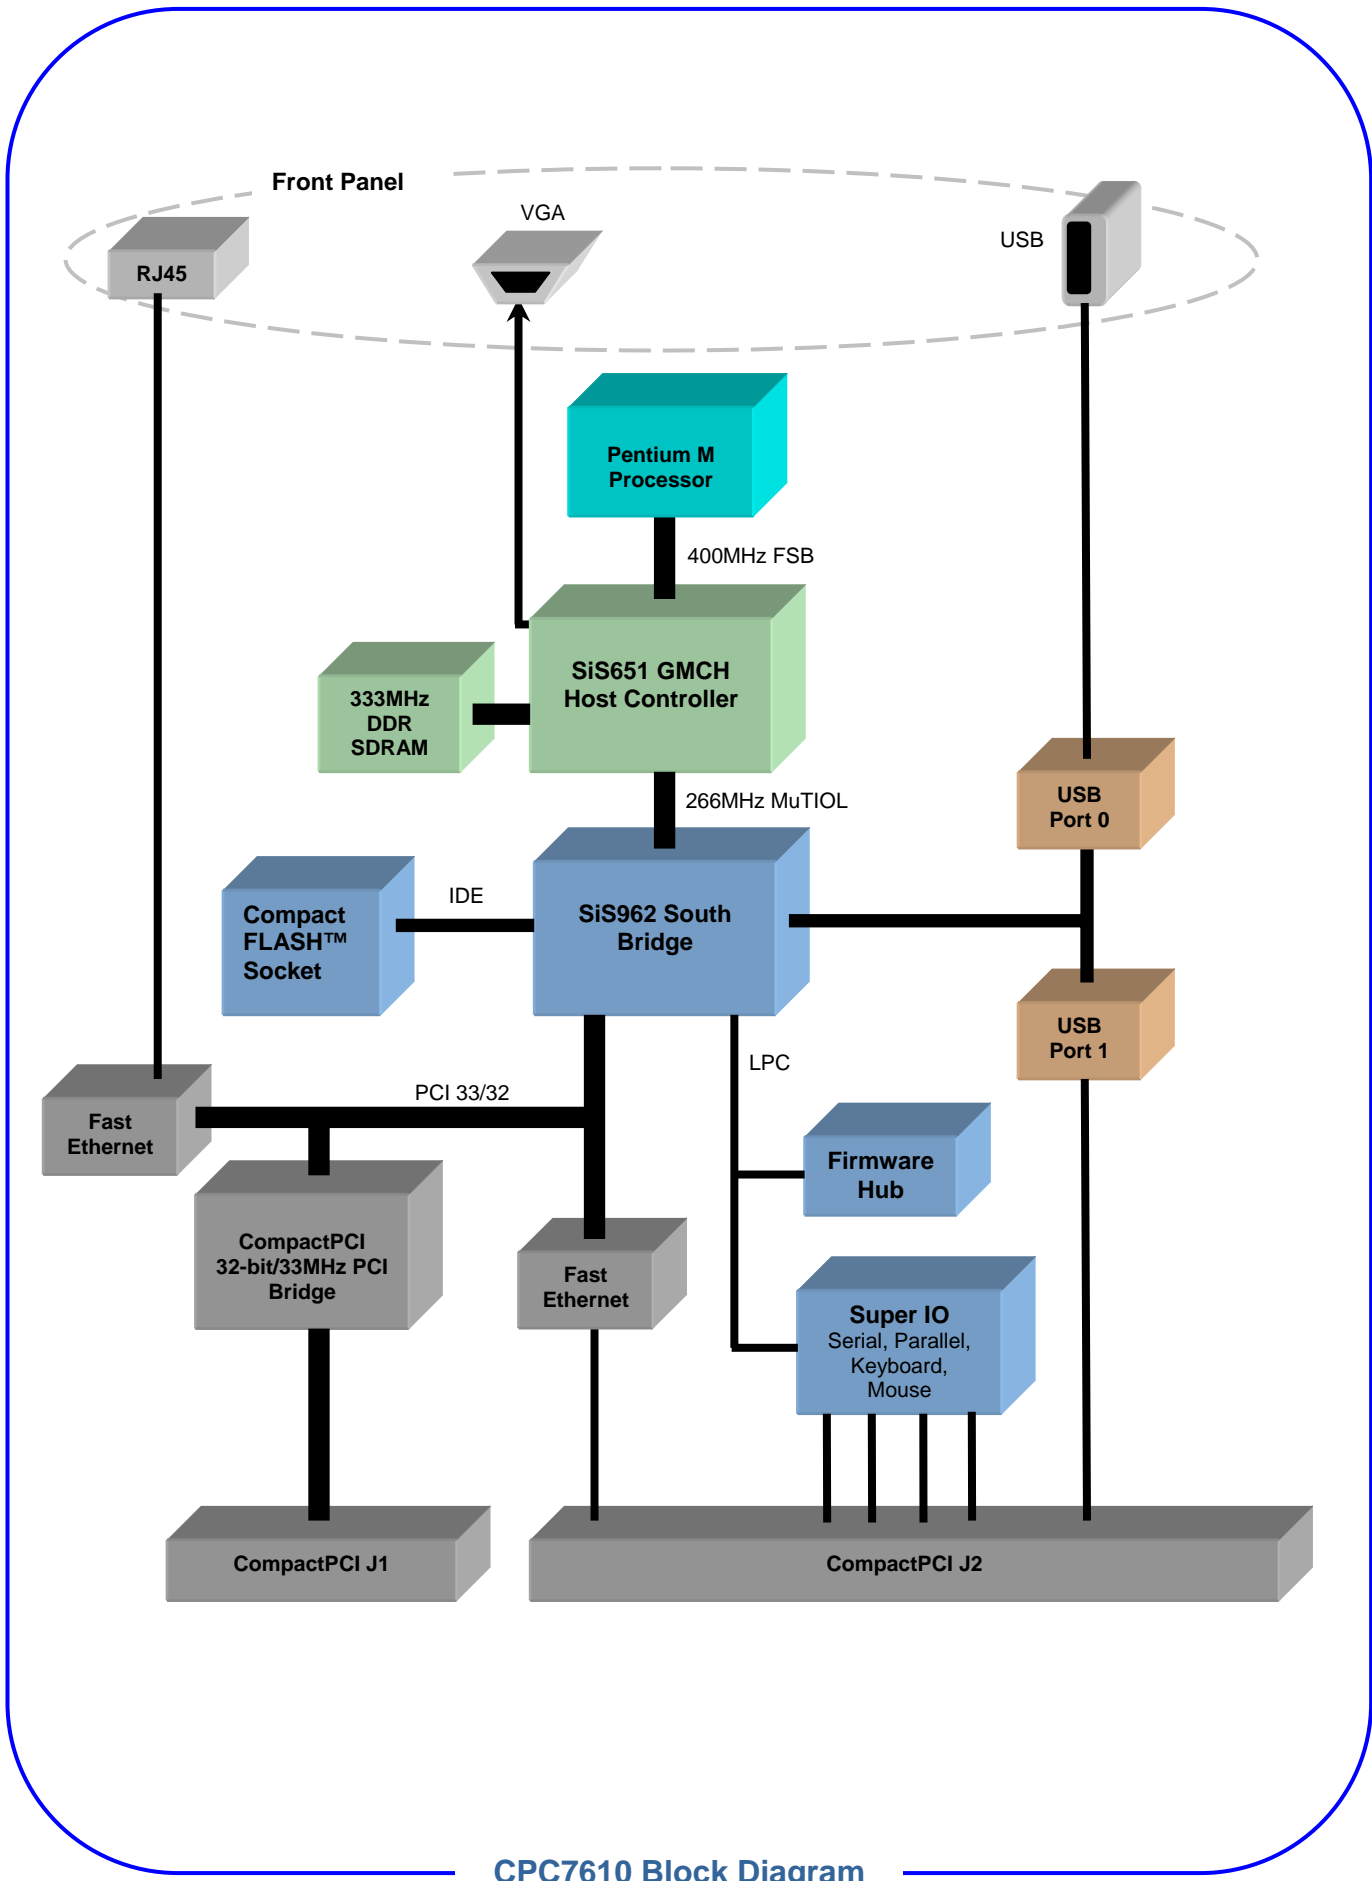 Front Panel
VGA
USB
RJ45
Pentium M
Processor
400MHz FSB
SiS651 GMCH
Host Controller
333MHz
DDR
SDRAM
266MHz MuTIOL
USB
Port 0
IDE
Compact
FLASH™
Socket
SiS962 South
Bridge
USB
Port 1
LPC
PCI 33/32
Fast
Ethernet
Firmware
Hub
CompactPCI
32-bit/33MHz PCI
Bridge
Fast
Ethernet
Super IO
Serial, Parallel,
Keyboard,
Mouse
CompactPCI J1
CompactPCI J2
CPC7610 Block Diagram